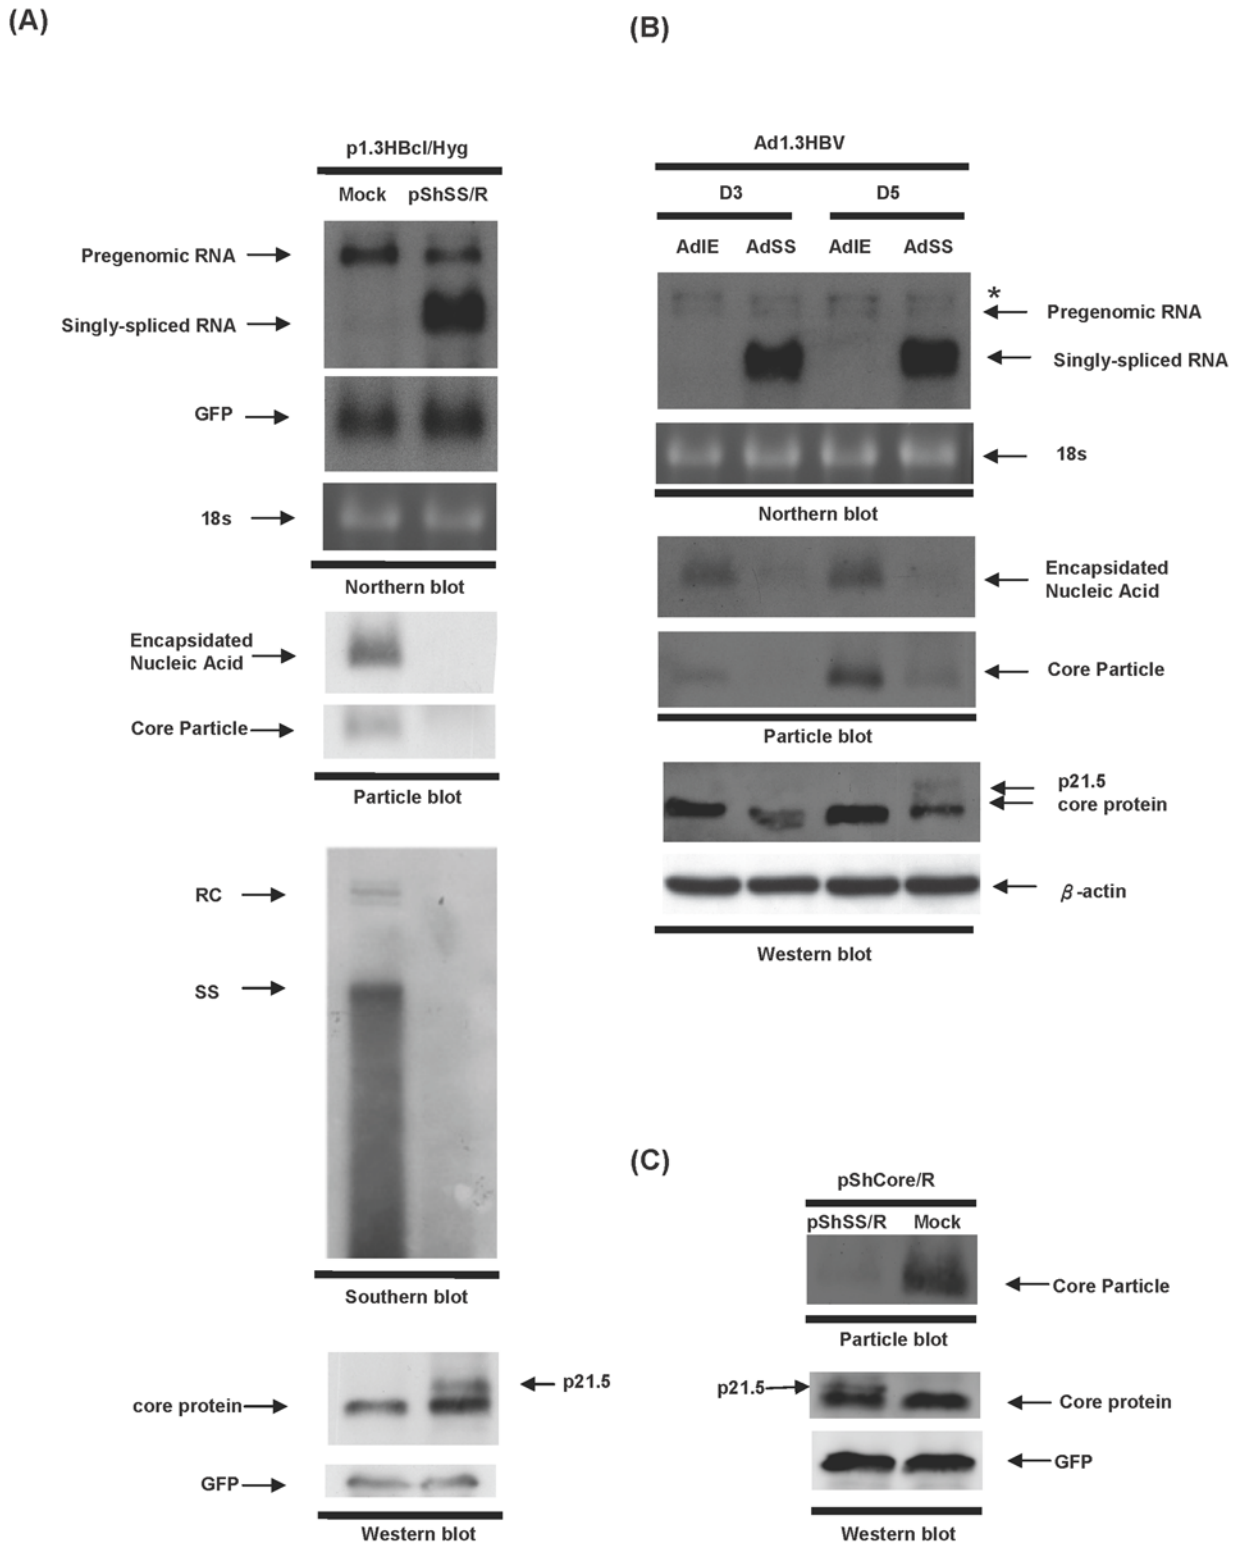 (A)
p1.3HBcl/Hyg
Mock pShSS/R
Pregenomic RNA
Singly-spliced RNA
GFP
18s
Northern blot
Encapsidated
Nucleic Acid
Core Particle
Particle blot
RC
SS
Southern blot
p21.5
core protein
GFP
Western blot
(B)
Ad1.3HBV
D3 D5
AdIE AdSS AdIE AdSS
*
Pregenomic RNA
Singly-spliced RNA
18s
Northern blot
Encapsidated
Nucleic Acid
Core Particle
Particle blot
p21.5
core protein
β-actin
Western blot
(C)
pShCore/R
pShSS/R Mock
Core Particle
Particle blot
p21.5
Core protein
GFP
Western blot